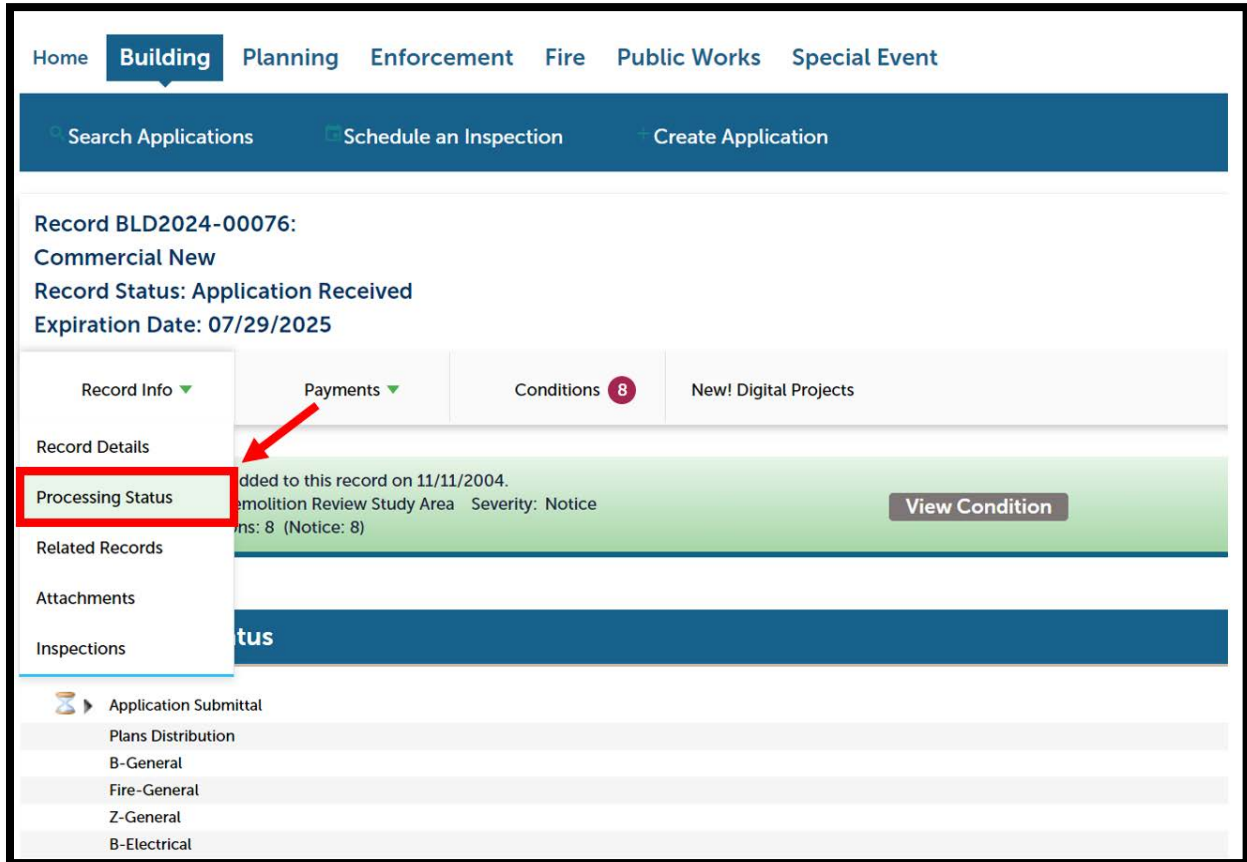 Home Building Planning Enforcement Fire Public Works Special Event
Search Applications Schedule an Inspection Create Application
Record BLD2024-00076:
Commercial New
Record Status: Application Received
Expiration Date: 07/29/2025
Record Info Payments Conditions 8 New! Digital Projects
Record Details
dded to this record on 11/11/2004.
Processing Status
emolition Review Study Area Severity: Notice
View Condition
ns: 8 (Notice: 8)
Related Records
Attachments
tus
Inspections
Application Submittal
Plans Distribution
B-General
Fire-General
Z-General
B-Electrical